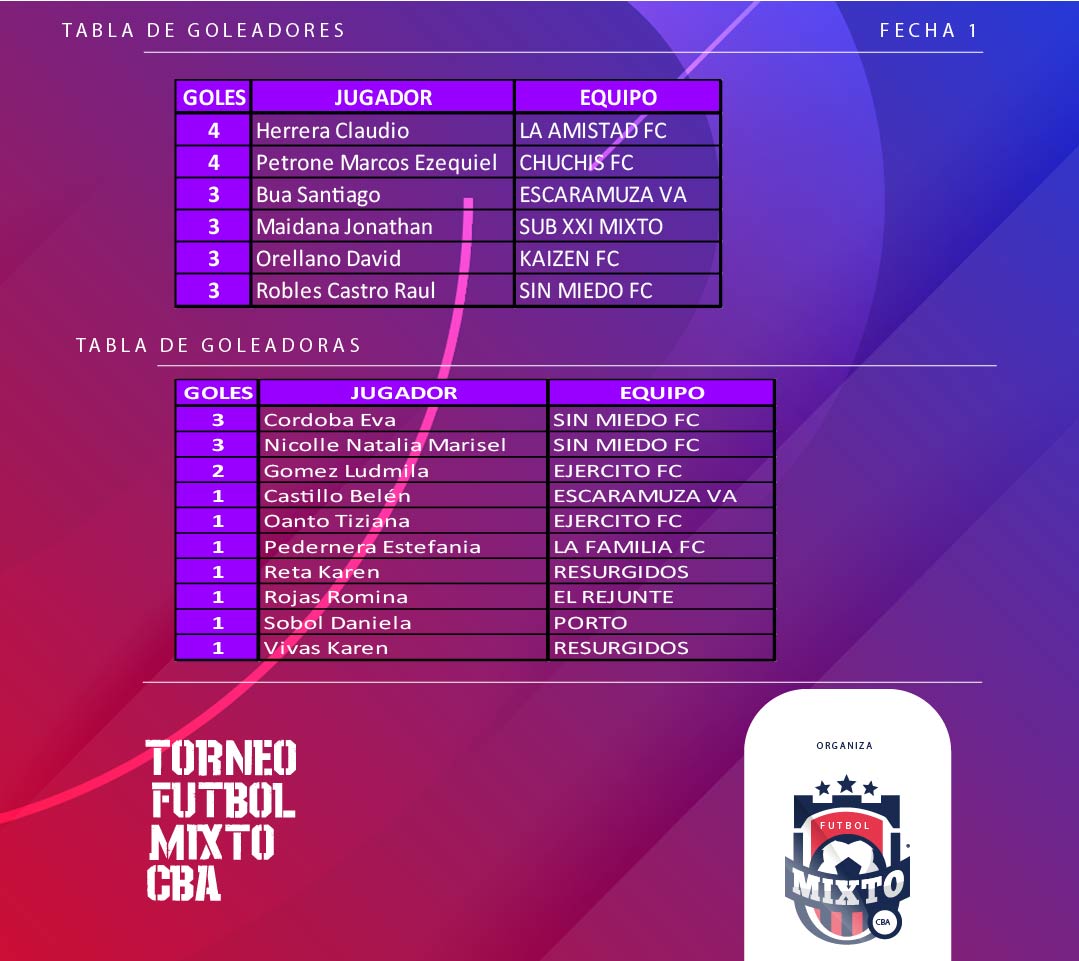 TABLA DE GOLEADORES FECHA 1
GOLES JUGADOR EQUIPO
4 Herrera Claudio LA AMISTAD FC
4 Petrone Marcos Ezequiel CHUCHIS FC
3 Bua Santiago ESCARAMUZA VA
3 Maidana Jonathan SUB XXI MIXTO
3 Orellano David KAIZEN FC
3 Robles Castro Raul SIN MIEDO FC
TABLA DE GOLEADORAS
GOLES JUGADOR EQUIPO
3 Cordoba Eva SIN MIEDO FC
3 Nicolle Natalia Marisel SIN MIEDO FC
2 Gomez Ludmila EJERCITO FC
1 Castillo Belén ESCARAMUZA VA
1 Oanto Tiziana EJERCITO FC
1 Pedernera Estefania LA FAMILIA FC
1 Reta Karen RESURGIDOS
1 Rojas Romina EL REJUNTE
1 Sobol Daniela PORTO
1 Vivas Karen RESURGIDOS
TORNEO
FUTBOL
MIXTO
CBA
ORGANIZA
FUTBOL
MIXTO
CBA